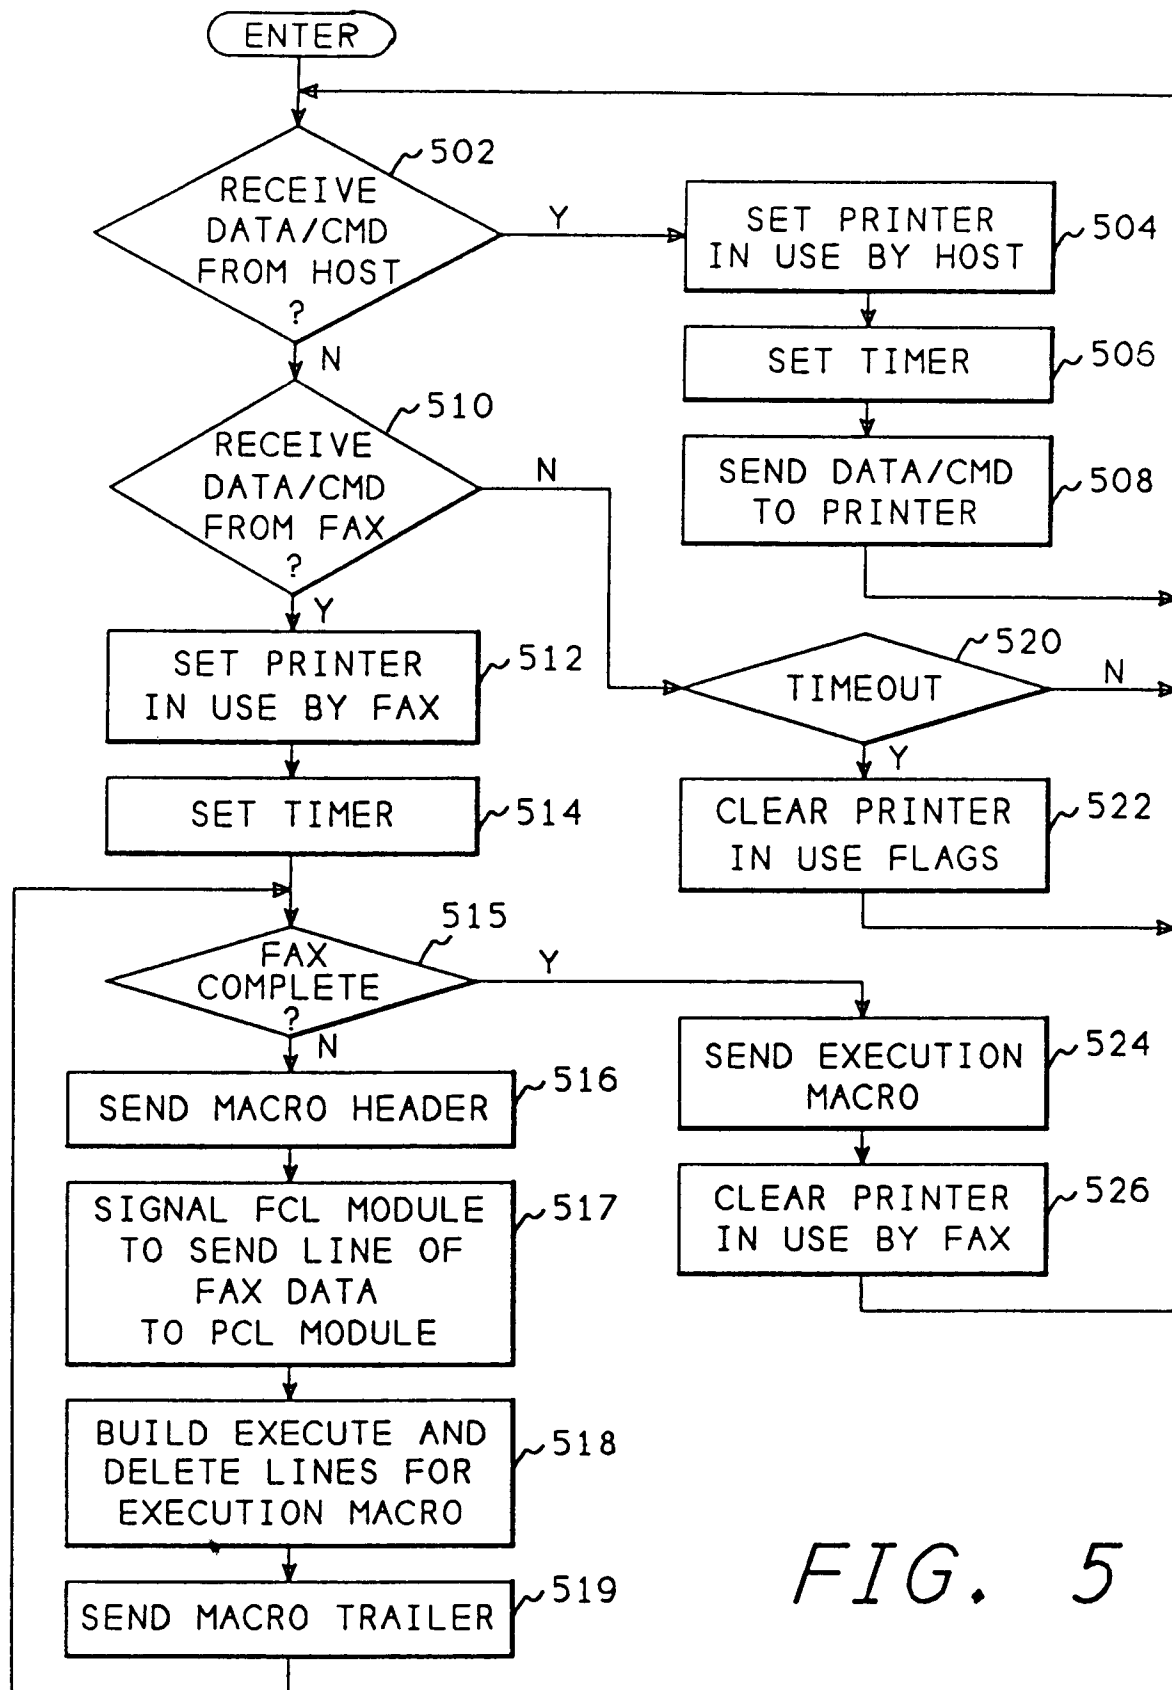 ENTER
502
RECEIVE
DATA/CMD
FROM HOST
?
Y
N
SET PRINTER
IN USE BY HOST
504
SET TIMER
506
SEND DATA/CMD
TO PRINTER
508
510
RECEIVE
DATA/CMD
FROM FAX
?
N
Y
SET PRINTER
IN USE BY FAX
512
SET TIMER
514
520
TIMEOUT
N
Y
CLEAR PRINTER
IN USE FLAGS
522
515
FAX
COMPLETE
?
Y
N
SEND EXECUTION
MACRO
524
CLEAR PRINTER
IN USE BY FAX
526
SEND MACRO HEADER
516
SIGNAL FCL MODULE
TO SEND LINE OF
FAX DATA
TO PCL MODULE
517
BUILD EXECUTE AND
DELETE LINES FOR
EXECUTION MACRO
518
SEND MACRO TRAILER
519
FIG. 5